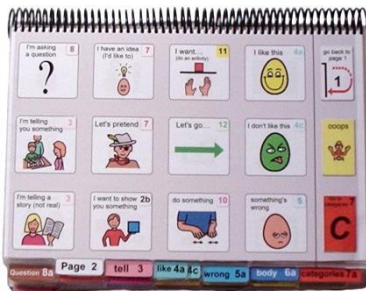 I'm asking
a question
8
I have an idea
(I'd like to)
7
I want....
(do an activity)
11
I like this
4a
go back to
page 1
1
I'm telling
you something
3
Let's pretend
7
Let's go....
12
I don't like this
4c
ooops
I'm telling a
story (not real)
3
I want to show
you something
2b
do something
10
something's
wrong
5
categories 7
C
Question 8a
Page 2
tell 3
like 4a 4c
wrong 5a
body 6a
categories 7a